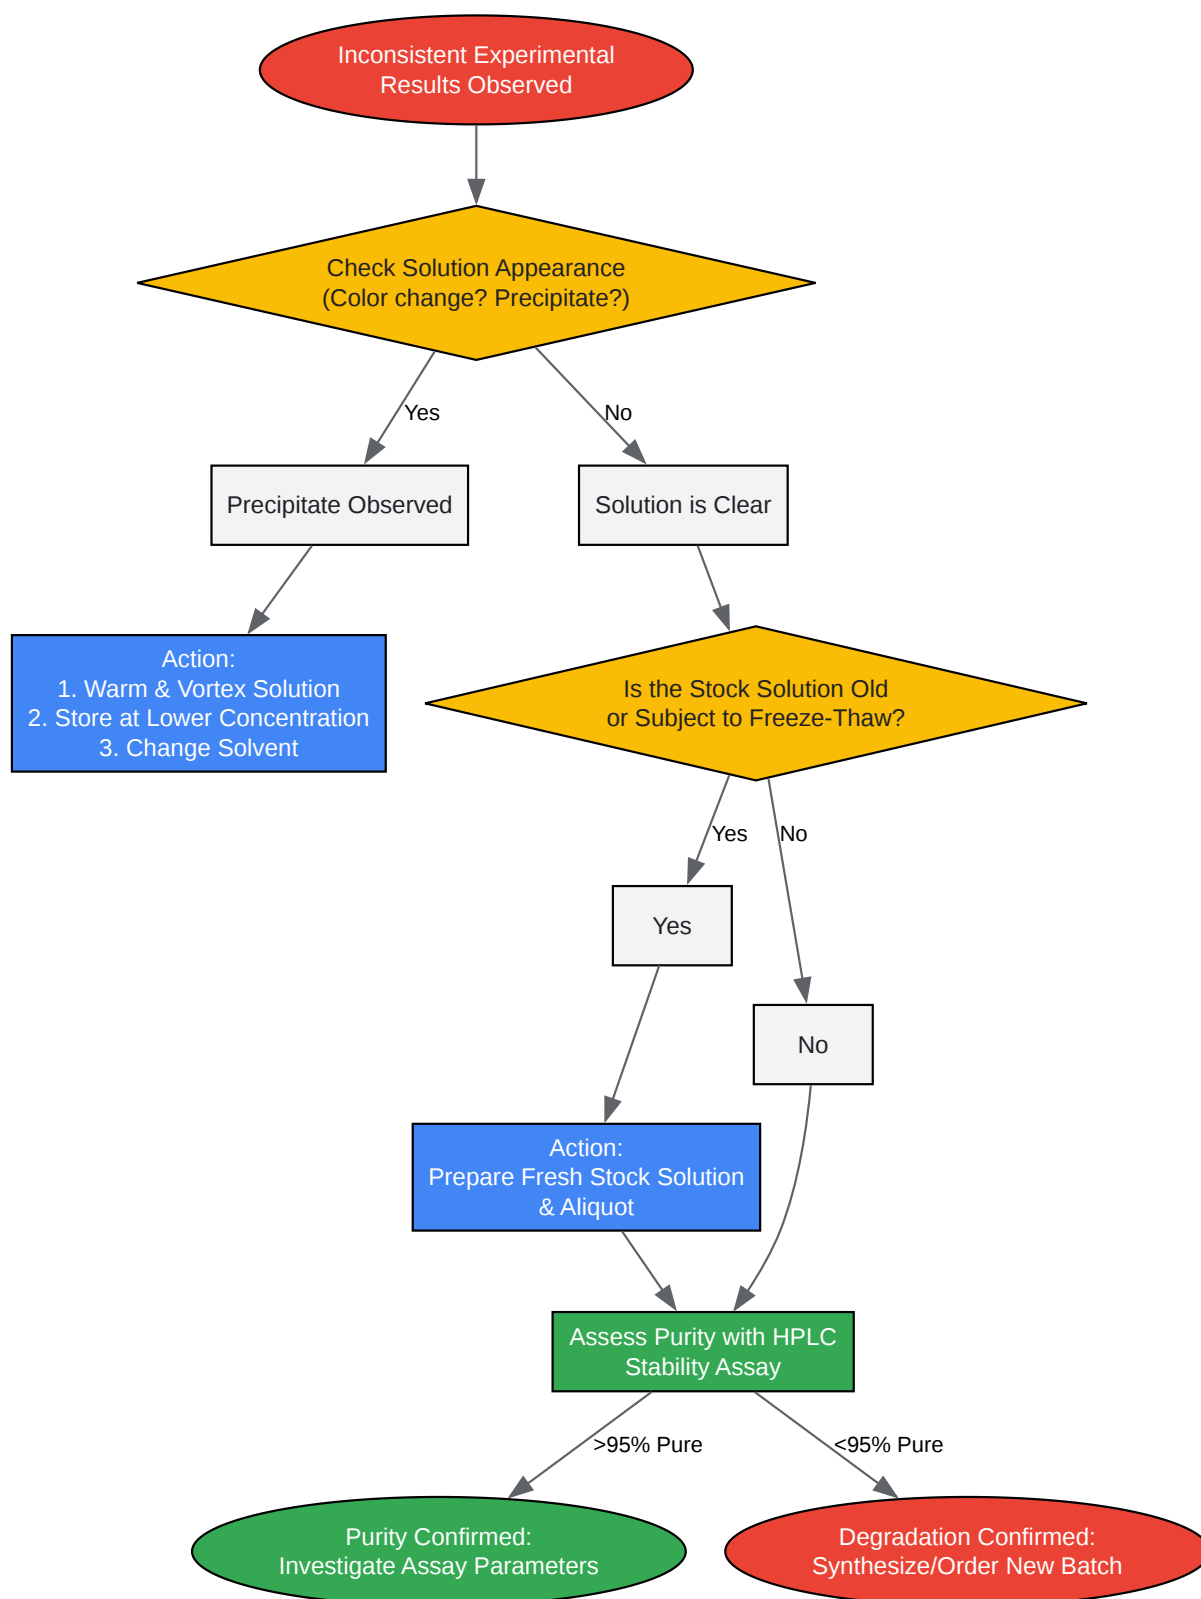 Inconsistent Experimental
Results Observed
Check Solution Appearance
(Color change? Precipitate?)
Yes
No
Precipitate Observed
Solution is Clear
Action:
1. Warm & Vortex Solution
2. Store at Lower Concentration
3. Change Solvent
Is the Stock Solution Old
or Subject to Freeze-Thaw?
Yes
No
Yes
No
Action:
Prepare Fresh Stock Solution
& Aliquot
Assess Purity with HPLC
Stability Assay
>95% Pure
<95% Pure
Purity Confirmed:
Investigate Assay Parameters
Degradation Confirmed:
Synthesize/Order New Batch